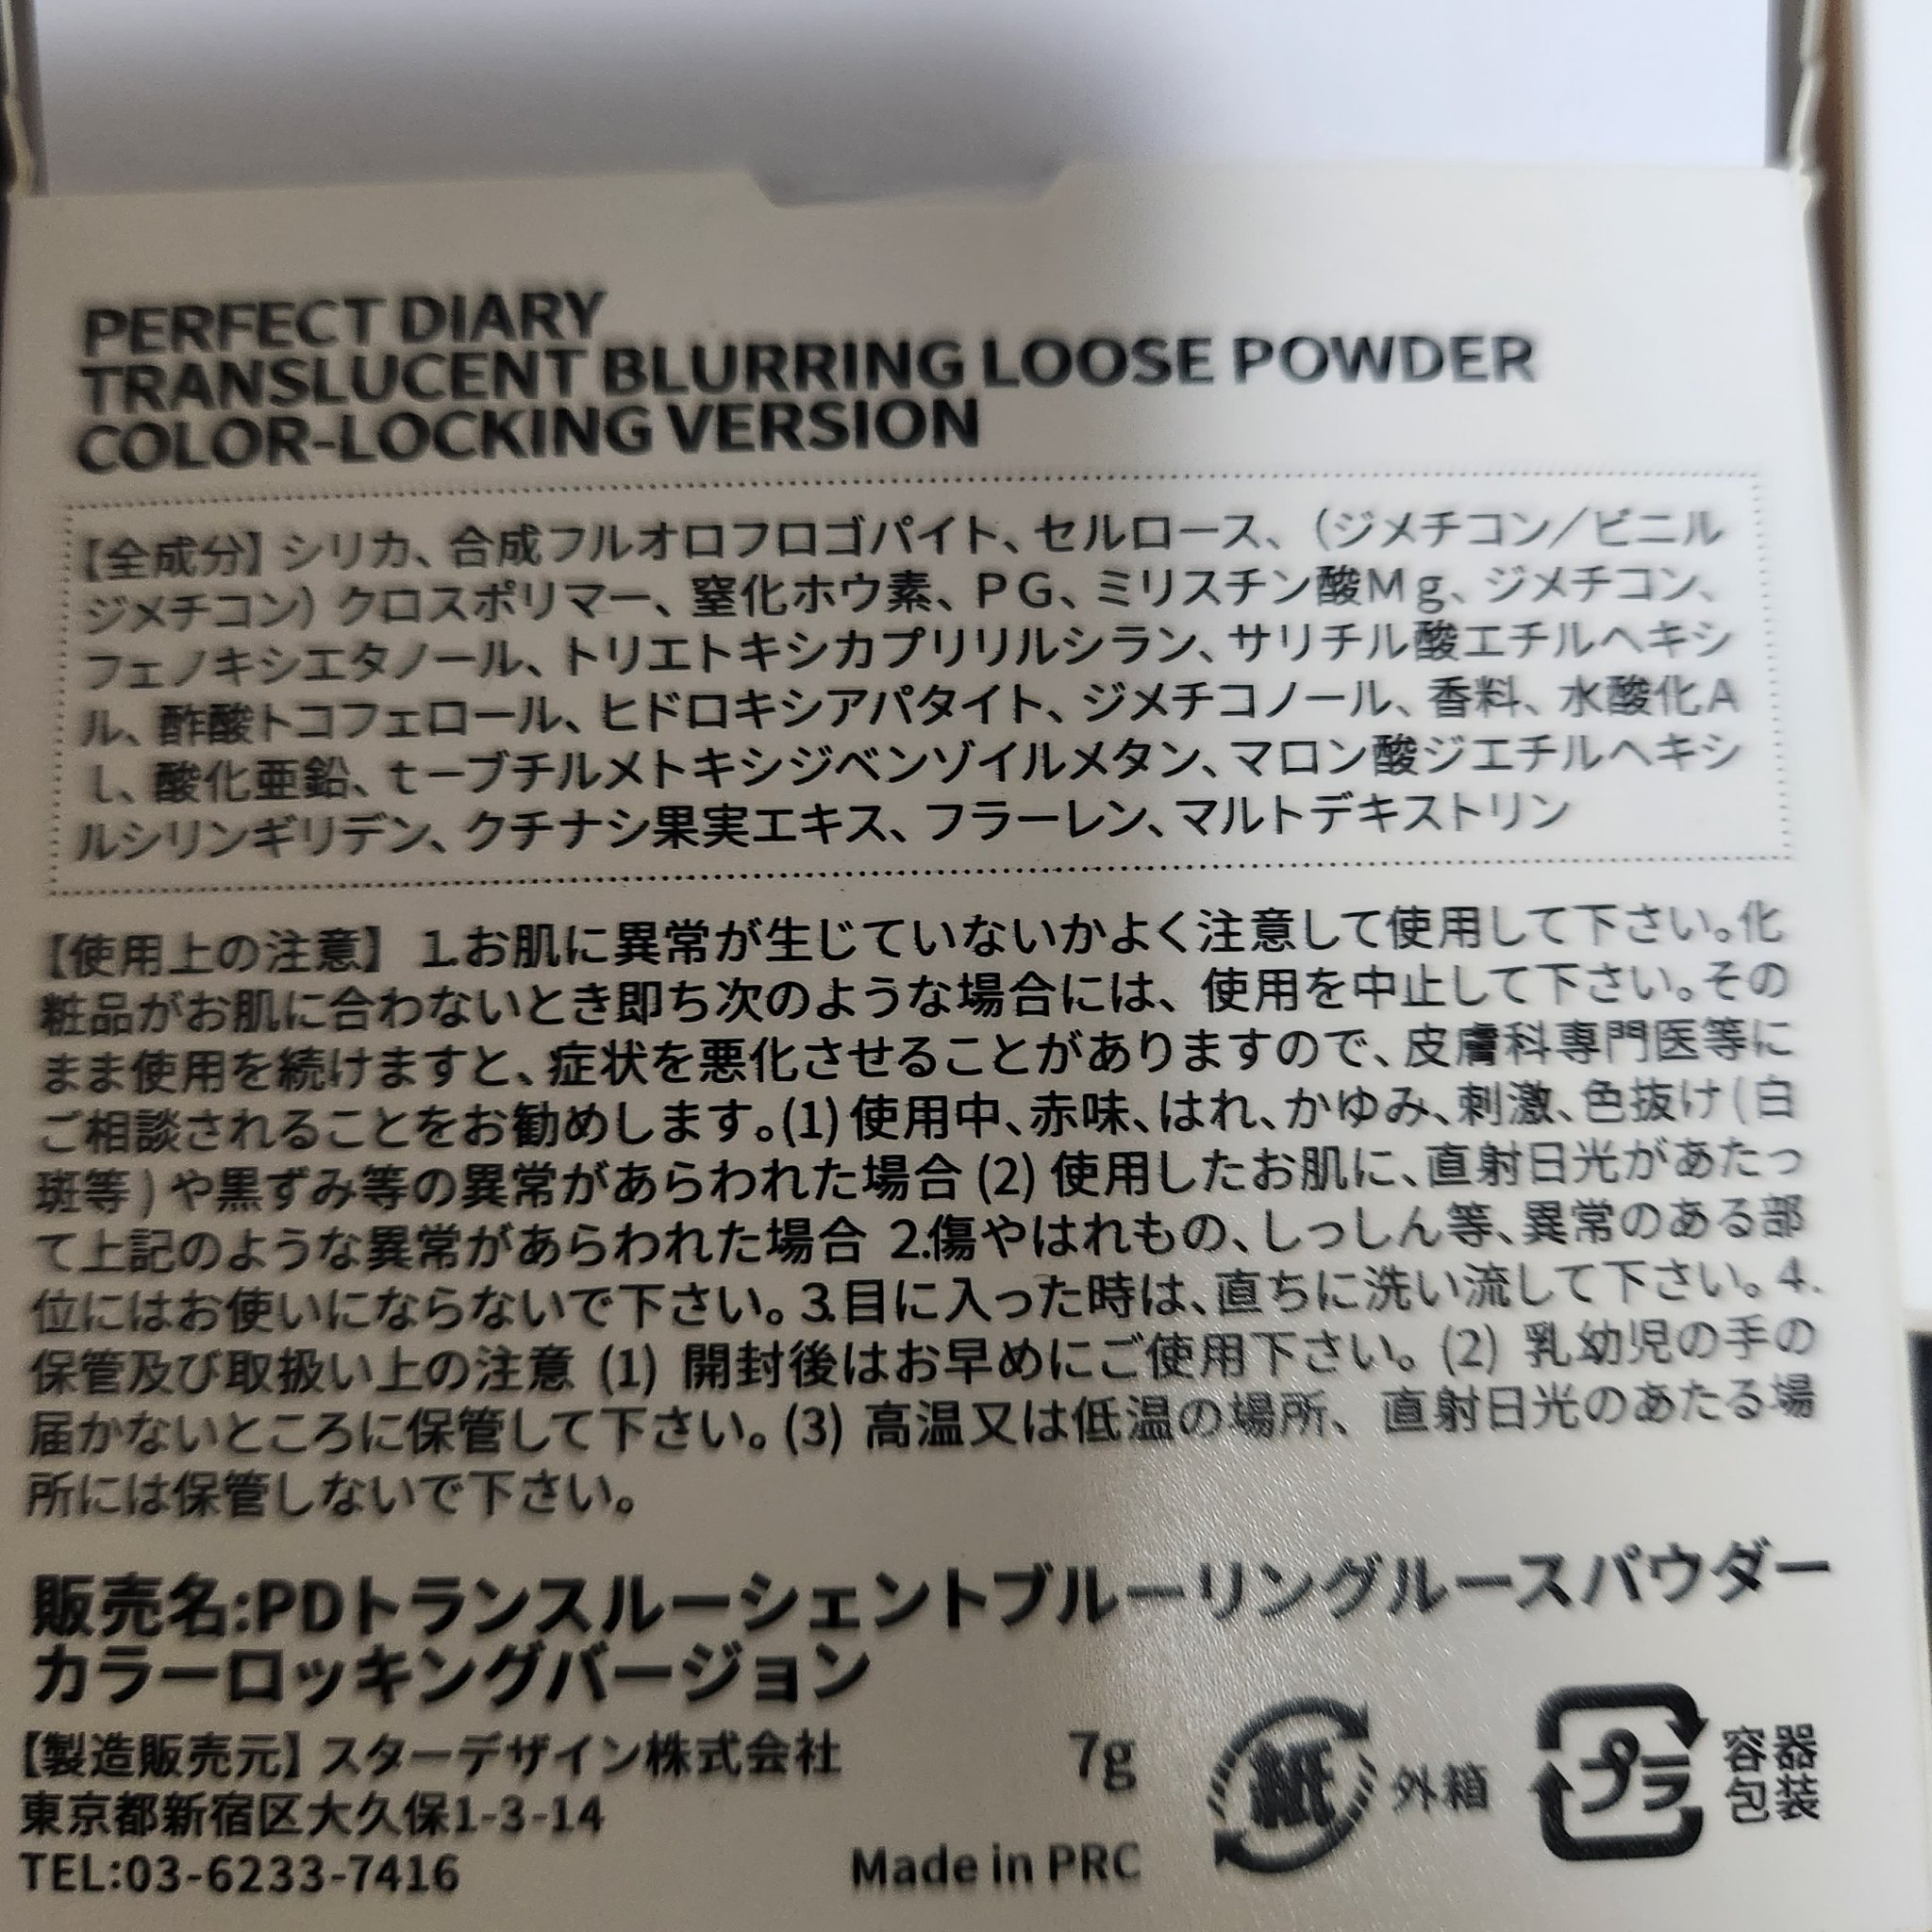 PERFECT DIARY
TRANSLUCENT BLURRING LOOSE POWDER
COLOR-LOCKING VERSION
【全成分】シリカ、合成フルオロフロゴパイト、セルロース、（ジメチコン／ビニル
ジメチコン）クロスポリマー、窒化ホウ素、ＰＧ、ミリスチン酸Ｍｇ、ジメチコン、
フェノキシエタノール、トリエトキシカプリリルシラン、サリチル酸エチルヘキシ
ル、酢酸トコフェロール、ヒドロキシアパタイト、ジメチコノール、香料、水酸化Ａ
ｌ、酸化亜鉛、ｔ－ブチルメトキシジベンゾイルメタン、マロン酸ジエチルヘキシ
ルシリンギリデン、クチナシ果実エキス、フラーレン、マルトデキストリン
【使用上の注意】1.お肌に異常が生じていないかよく注意して使用して下さい。化
粧品がお肌に合わないとき即ち次のような場合には、使用を中止して下さい。その
まま使用を続けますと、症状を悪化させることがありますので、皮膚科専門医等に
ご相談されることをお勧めします。(1)使用中、赤味、はれ、かゆみ、刺激、色抜け(白
斑等)や黒ずみ等の異常があらわれた場合(2)使用したお肌に、直射日光があたっ
て上記のような異常があらわれた場合 2.傷やはれもの、しっしん等、異常のある部
位にはお使いにならないで下さい。3.目に入った時は、直ちに洗い流して下さい。4.
保管及び取扱い上の注意 (1) 開封後はお早めにご使用下さい。(2) 乳幼児の手の
届かないところに保管して下さい。(3) 高温又は低温の場所、直射日光のあたる場
所には保管しないで下さい。
販売名:PDトランスルーシェントブルーリングルースパウダー
カラーロッキングバージョン
【製造販売元】スターデザイン株式会社
東京都新宿区大久保1-3-14
TEL:03-6233-7416
7g
Made in PRC
紙
外箱
プラ
容器
包装